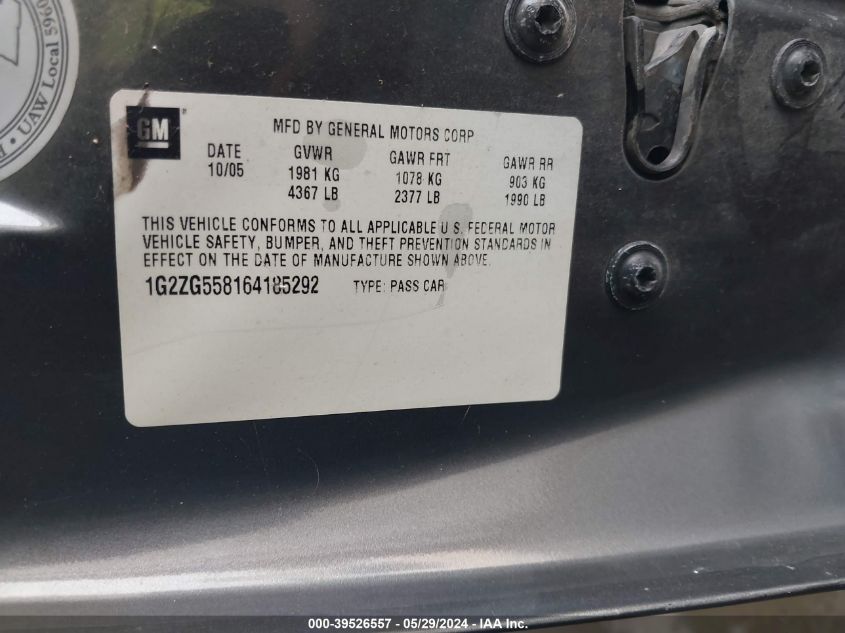 UAW Local 5960
GM
MFD BY GENERAL MOTORS CORP
DATE GVWR GAWR FRT GAWR RR
10/05 1981 KG 1078 KG 903 KG
4367 LB 2377 LB 1990 LB
THIS VEHICLE CONFORMS TO ALL APPLICABLE U.S. FEDERAL MOTOR
VEHICLE SAFETY, BUMPER, AND THEFT PREVENTION STANDARDS IN
EFFECT ON THE DATE OF MANUFACTURE SHOWN ABOVE.
1G2ZG558164185292 TYPE: PASS CAR
000-39526557 - 05/29/2024 - IAA Inc.